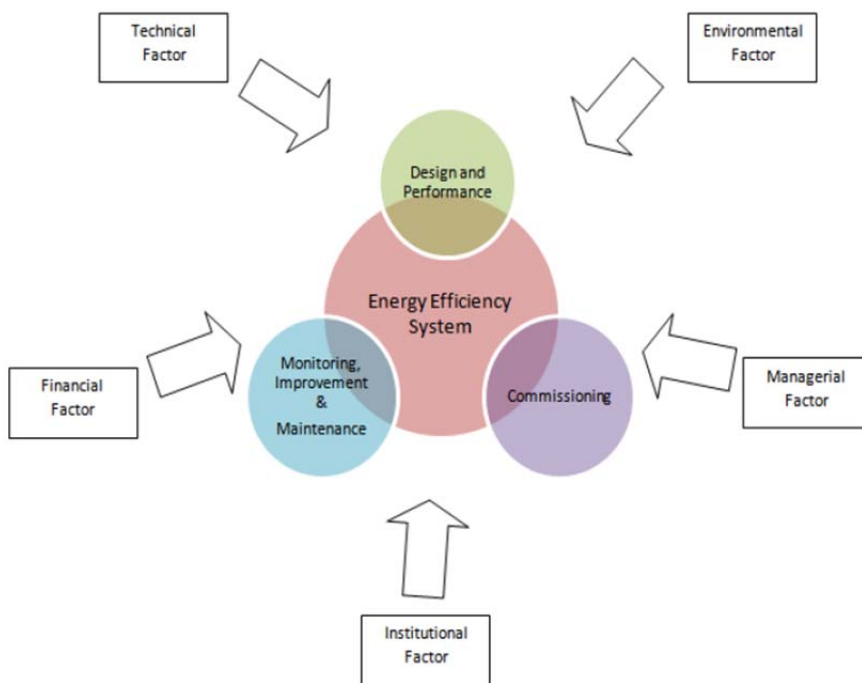 Technical
Factor
Environmental
Factor
Design and
Performance
Energy Efficiency
System
Monitoring,
Improvement
&
Maintenance
Commissioning
Financial
Factor
Managerial
Factor
Institutional
Factor